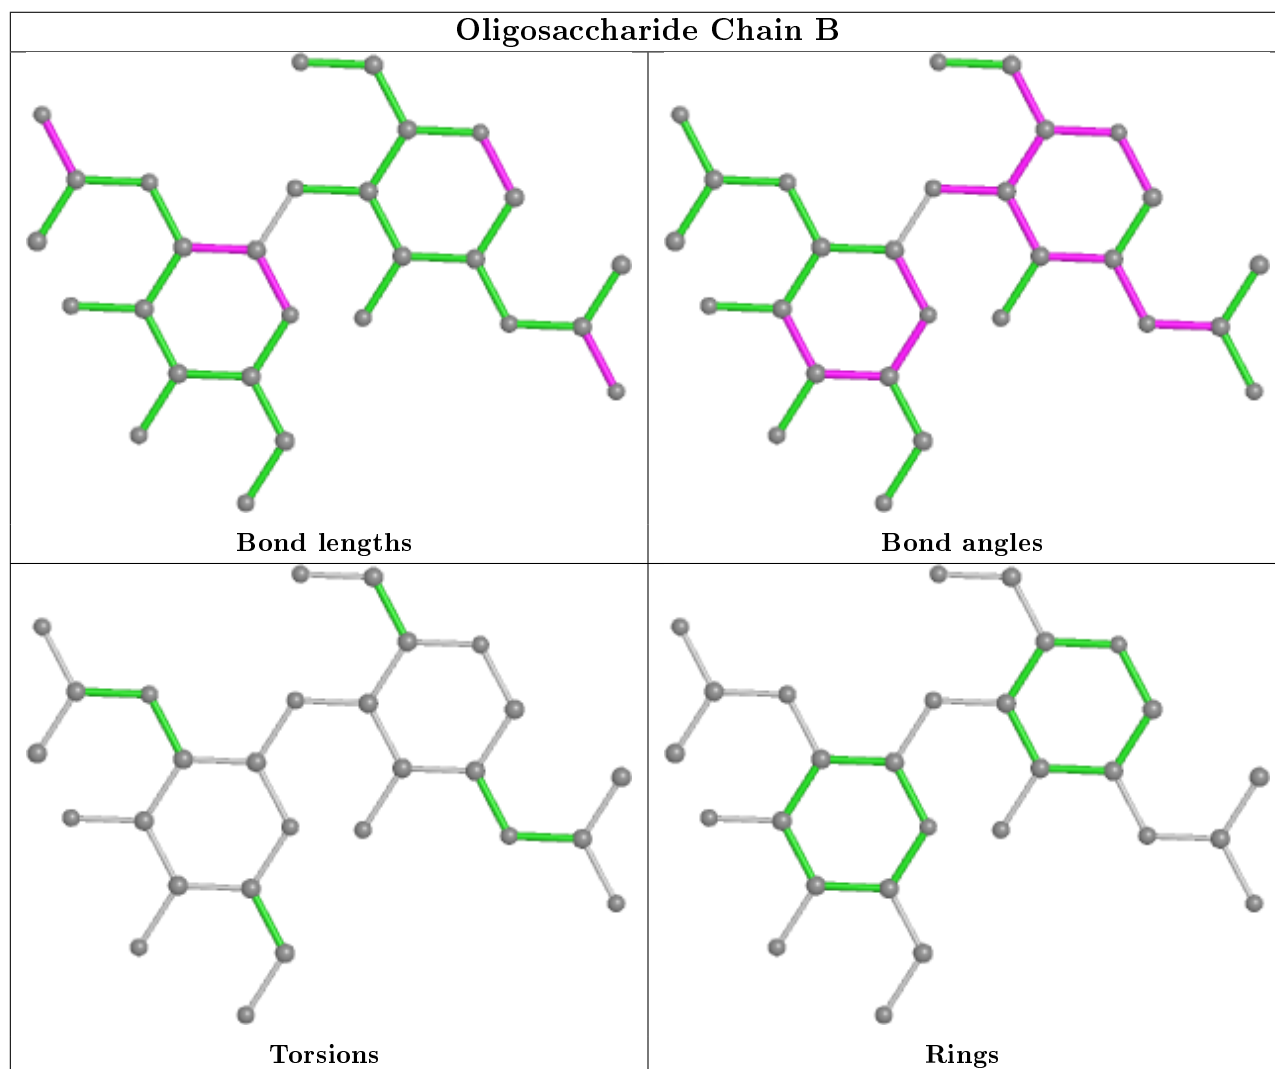 Oligosaccharide Chain B
Bond lengths
Bond angles
Torsions
Rings